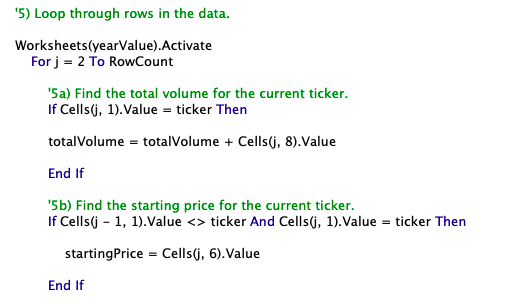 '5) Loop through rows in the data.
Worksheets(yearValue).Activate
For j = 2 To RowCount
'5a) Find the total volume for the current ticker.
If Cells(j, 1).Value = ticker Then
totalVolume = totalVolume + Cells(j, 8).Value
End If
'5b) Find the starting price for the current ticker.
If Cells(j - 1, 1).Value <> ticker And Cells(j, 1).Value = ticker Then
startingPrice = Cells(j, 6).Value
End If